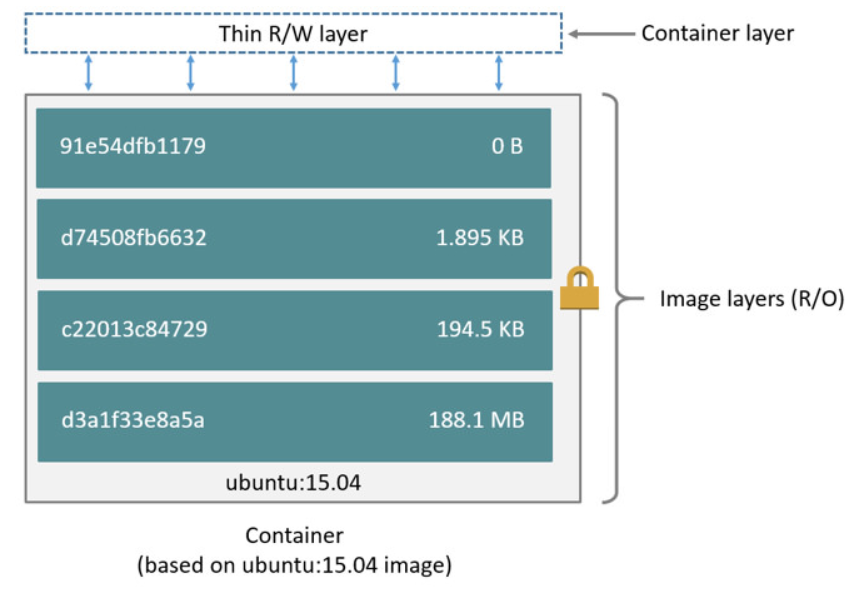 Thin R/W layer
Container layer
91e54dfb1179 0 B
d74508fb6632 1.895 KB
c22013c84729 194.5 KB
Image layers (R/O)
d3a1f33e8a5a 188.1 MB
ubuntu:15.04
Container
(based on ubuntu:15.04 image)